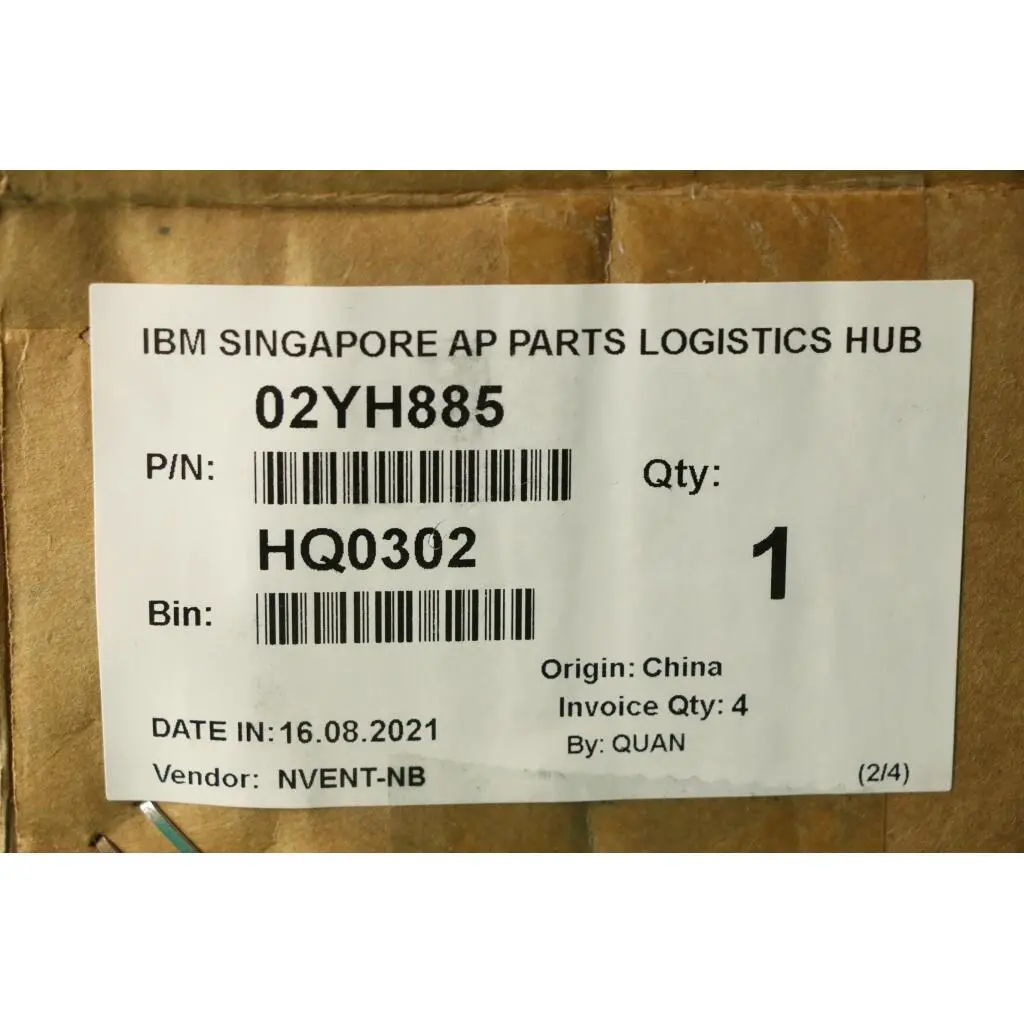 IBM SINGAPORE AP PARTS LOGISTICS HUB
02YH885
P/N:
Qty:
HQ0302
1
Bin:
Origin: China
Invoice Qty: 4
DATE IN: 16.08.2021
By: QUAN
Vendor: NVENT-NB
(2/4)